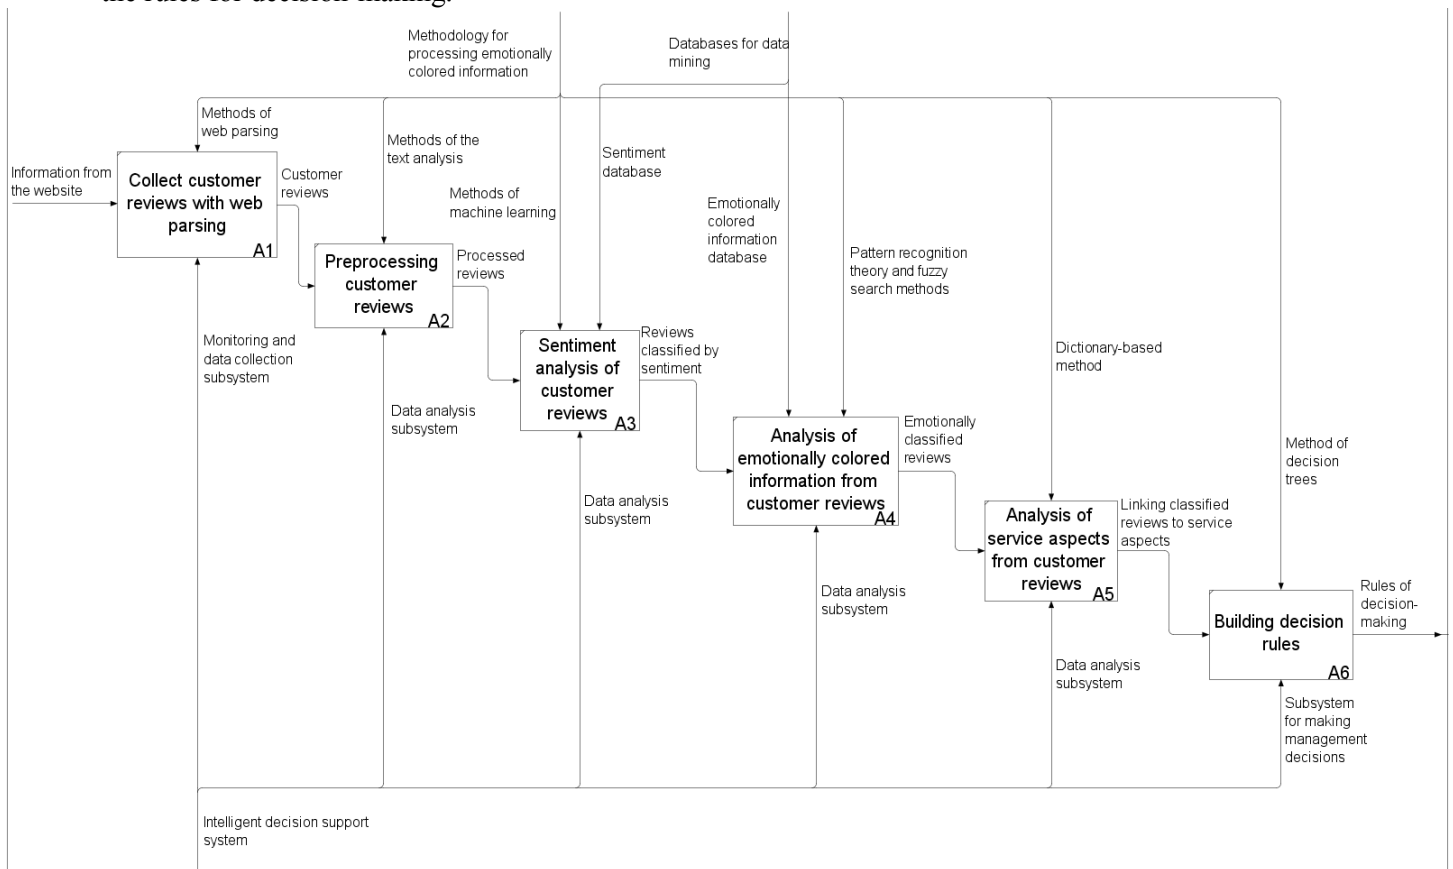 the rules for decision-making.
Methodology for
processing emotionally
colored information
Databases for data
mining
Methods of
web parsing
Methods of the
text analysis
Sentiment
database
Information from
the website
Collect customer
reviews with web
parsing
A1
Customer
reviews
Methods of
machine learning
Emotionally
colored
information
database
Preprocessing
customer
reviews
A2
Processed
reviews
Pattern recognition
theory and fuzzy
search methods
Monitoring and
data collection
subsystem
Sentiment
analysis of
customer
reviews
A3
Reviews
classified by
sentiment
Dictionary-based
method
Data analysis
subsystem
Analysis of
emotionally colored
information from
customer reviews
A4
Emotionally
classified
reviews
Method of
decision
trees
Data analysis
subsystem
Analysis of
service aspects
from customer
reviews
A5
Linking classified
reviews to service
aspects
Data analysis
subsystem
Building decision
rules
A6
Rules of
decision-
making
Data analysis
subsystem
Subsystem
for making
management
decisions
Intelligent decision support
system